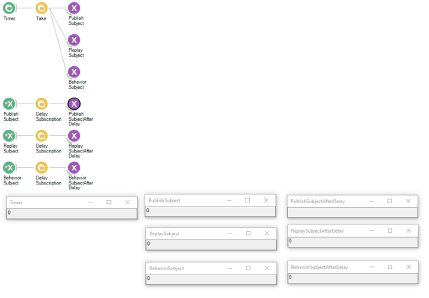 Timer
Take
Publish
Subject
Replay
Subject
Behavior
Subject
Publish
Subject
Delay
Subscription
Publish
SubjectAfter
Delay
Replay
Subject
Delay
Subscription
Replay
SubjectAfter
Delay
Behavior
Subject
Delay
Subscription
Behavior
SubjectAfter
Delay
Timer
0
PublishSubject
0
PublishSubjectAfterDelay
ReplaySubject
0
ReplaySubjectAfterDelay
0
BehaviorSubject
0
BehaviorSubjectAfterDelay
0